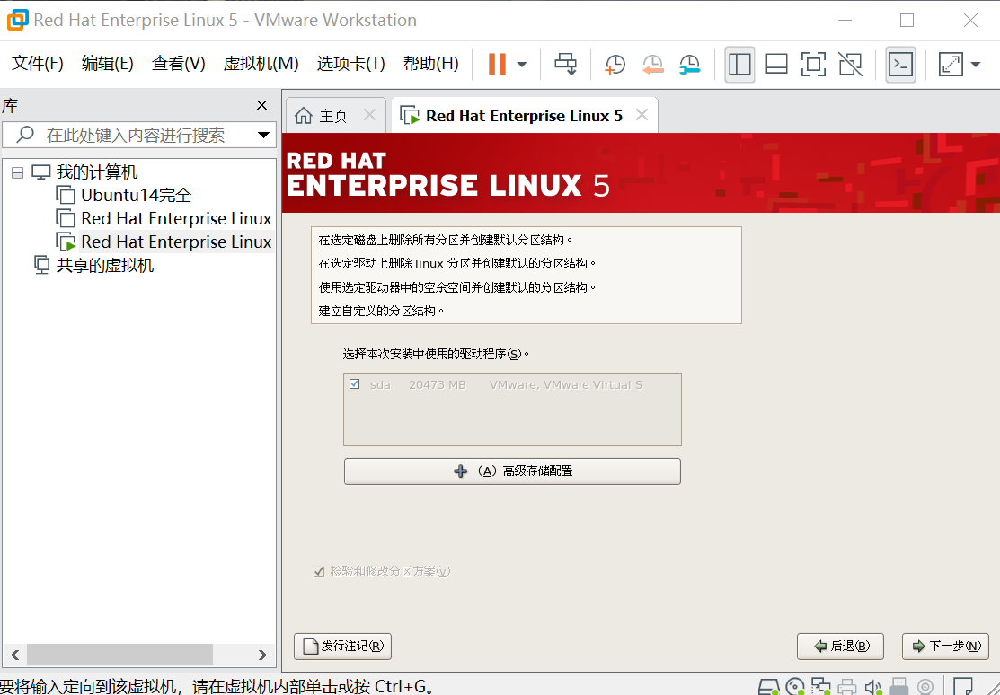 Red Hat Enterprise Linux 5 - VMware Workstation
文件(F) 编辑(E) 查看(V) 虚拟机(M) 选项卡(T) 帮助(H)
库
在此处键入内容进行搜索
我的计算机
Ubuntu14完全
Red Hat Enterprise Linux
Red Hat Enterprise Linux
共享的虚拟机
主页
Red Hat Enterprise Linux 5
RED HAT
ENTERPRISE LINUX 5
在选定磁盘上删除所有分区并创建默认分区结构。
在选定驱动上删除 linux 分区并创建默认的分区结构。
使用选定驱动器中的空余空间并创建默认的分区结构。
建立自定义的分区结构。
选择本次安装中使用的驱动程序(S)。
sda 20473 MB VMware, VMware Virtual S
(A) 高级存储配置
检验和修改分区方案(v)
发行注记(R)
后退(B)
下一步(N)
要将输入定向到该虚拟机，请在虚拟机内部单击或按 Ctrl+G。